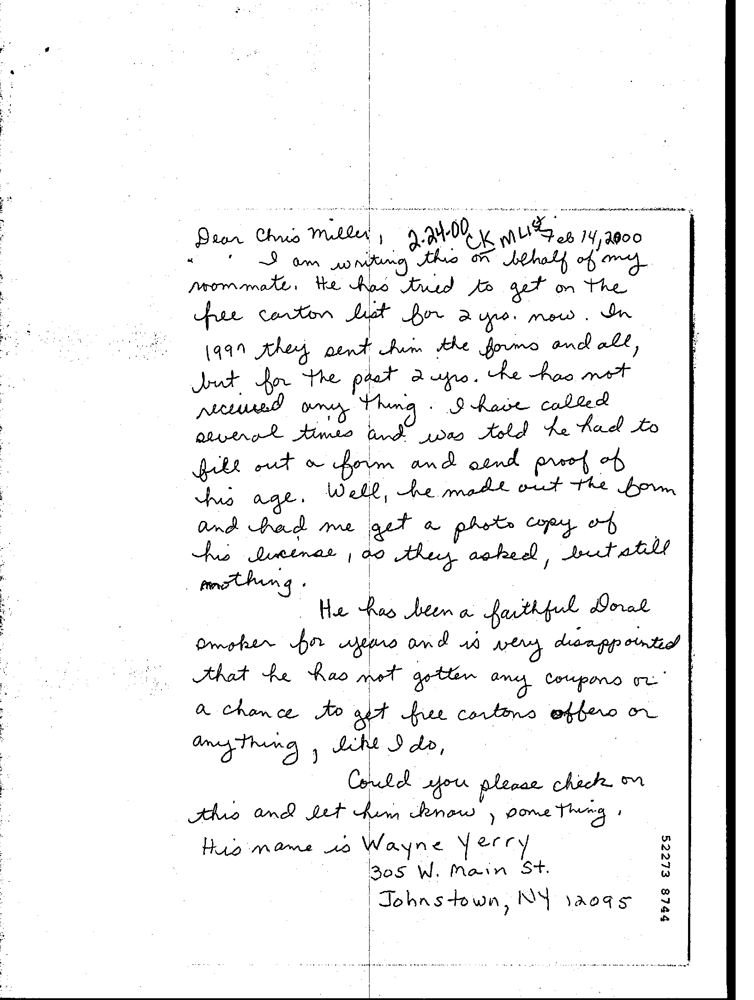 Dear Chris Miller, 2-24-00 CK MList Feb 14, 2000
I am writing this on behalf of my
roommate. He has tried to get on the
free carton list for 2 yrs. now. In
1997 they sent him the forms and all,
but for the past 2 yrs. he has not
received any thing. I have called
several times and was told he had to
fill out a form and send proof of
his age. Well, he made out the form
and had me get a photo copy of
his license, as they asked, but still
nothing.
He has been a faithful Doral
smoker for years and is very disappointed
that he has not gotten any coupons or
a chance to get free cartons offers or
anything, like I do,
Could you please check on
this and let him know, something.
His name is Wayne Yerry
305 W. Main St.
Johnstown, NY 12095
52273 8744